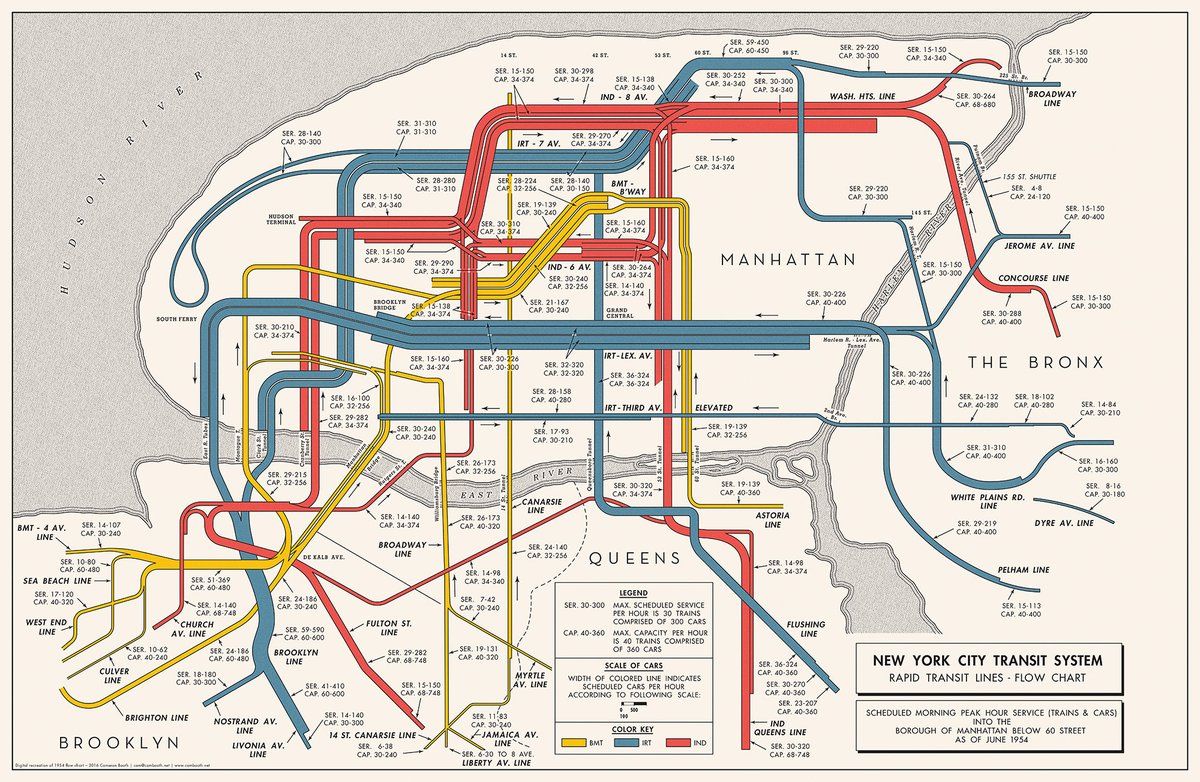 14 ST.
42 ST.
53 ST.
60 ST.
96 ST.
SER. 59-450
CAP. 60-450
SER. 29-220
CAP. 30-300
SER. 15-150
CAP. 34-340
SER. 15-150
CAP. 30-300
225 St. Br.
BROADWAY
LINE
SER. 15-150
CAP. 34-374
SER. 30-298
CAP. 34-374
SER. 15-138
CAP. 34-340
SER. 30-252
CAP. 34-340
SER. 30-300
CAP. 34-340
IND - 8 AV.
WASH. HTS. LINE
SER. 30-264
CAP. 68-680
HUDSON RIVER
SER. 28-140
CAP. 30-300
SER. 31-310
CAP. 31-310
IRT - 7 AV.
SER. 29-270
CAP. 34-374
SER. 15-160
CAP. 34-374
155 ST. SHUTTLE
SER. 4-8
CAP. 24-120
SER. 28-280
CAP. 31-310
SER. 28-224
CAP. 32-256
SER. 28-140
CAP. 30-150
BMT -
B'WAY
SER. 29-220
CAP. 30-300
145 ST.
SER. 15-150
CAP. 40-400
JEROME AV. LINE
SER. 15-150
CAP. 34-340
SER. 19-139
CAP. 30-240
HUDSON
TERMINAL
SER. 30-310
CAP. 34-374
SER. 15-160
CAP. 34-340
SER. 15-150
CAP. 34-340
SER. 29-290
CAP. 34-374
IND - 6 AV.
SER. 30-264
CAP. 34-374
MANHATTAN
HARLEM RIVER
SER. 15-150
CAP. 30-300
CONCOURSE LINE
SER. 30-240
CAP. 32-256
SER. 14-140
CAP. 34-374
SER. 30-288
CAP. 40-400
SER. 15-150
CAP. 30-300
BROOKLYN
BRIDGE
SER. 15-138
CAP. 34-374
SER. 21-167
CAP. 30-240
GRAND
CENTRAL
SER. 30-226
CAP. 40-400
SOUTH FERRY
SER. 30-210
CAP. 34-374
Harlem R. - Lex. Ave.
Tunnel
SER. 15-160
CAP. 34-374
SER. 30-226
CAP. 30-300
SER. 32-320
CAP. 32-320
IRT-LEX. AV.
THE BRONX
SER. 36-324
CAP. 36-324
SER. 30-226
CAP. 40-400
SER. 16-100
CAP. 32-256
SER. 28-158
CAP. 40-280
SER. 29-282
CAP. 34-374
IRT-THIRD AV.
ELEVATED
2nd Ave.
Br.
SER. 24-132
CAP. 40-280
SER. 18-102
CAP. 40-280
SER. 14-84
CAP. 30-210
SER. 30-240
CAP. 30-240
SER. 17-93
CAP. 30-210
SER. 19-139
CAP. 32-256
East R. Tubes
Montague T.
Clark St.
Tunnel
Cranberry St.
Tunnel
Manhattan
Bridge
Rutgers St.
Williamsburg Bridge
14 St. Tunnel
Queensboro Tunnel
53 St. Tunnel
60 St. Tunnel
SER. 29-215
CAP. 32-256
SER. 26-173
CAP. 32-256
EAST RIVER
SER. 31-310
CAP. 40-400
SER. 16-160
CAP. 30-300
SER. 30-320
CAP. 34-374
SER. 19-139
CAP. 40-360
WHITE PLAINS RD.
LINE
SER. 8-16
CAP. 30-180
DYRE AV. LINE
CANARSIE
LINE
ASTORIA
LINE
SER. 14-140
CAP. 34-374
SER. 26-173
CAP. 40-320
BMT - 4 AV.
LINE
SER. 14-107
CAP. 30-240
SER. 29-219
CAP. 40-400
BROADWAY
LINE
SER. 24-140
CAP. 32-256
DE KALB AVE.
QUEENS
SER. 10-80
CAP. 60-480
SEA BEACH LINE
SER. 51-369
CAP. 60-480
SER. 14-98
CAP. 34-340
SER. 14-98
CAP. 34-374
PELHAM LINE
SER. 17-120
CAP. 40-320
SER. 14-140
CAP. 68-748
SER. 24-186
CAP. 30-240
SER. 7-42
CAP. 30-240
SER. 15-113
CAP. 40-400
WEST END
LINE
CHURCH
AV. LINE
FULTON ST.
LINE
FLUSHING
LINE
SER. 10-62
CAP. 40-240
SER. 24-186
CAP. 60-480
SER. 59-590
CAP. 60-600
SER. 29-282
CAP. 68-748
SER. 19-131
CAP. 40-320
CULVER
LINE
BROOKLYN
LINE
MYRTLE
AV. LINE
SER. 18-180
CAP. 30-300
SER. 41-410
CAP. 60-600
SER. 15-150
CAP. 68-748
SER. 36-324
CAP. 40-360
SER. 30-270
CAP. 40-360
SER. 23-207
CAP. 40-360
BRIGHTON LINE
NOSTRAND AV.
LINE
SER. 14-140
CAP. 30-300
SER. 11-83
CAP. 30-240
14 ST. CANARSIE LINE
JAMAICA AV.
LINE
IND
QUEENS LINE
LIVONIA AV.
LINE
SER. 6-38
CAP. 30-240
SER. 6-30 TO 8 AVE.
LIBERTY AV. LINE
SER. 30-320
CAP. 68-748
BROOKLYN
LEGEND
SER. 30-300 MAX. SCHEDULED SERVICE
PER HOUR IS 30 TRAINS
COMPRISED OF 300 CARS
CAP. 40-360 MAX. CAPACITY PER HOUR
IS 40 TRAINS COMPRISED
OF 360 CARS
SCALE OF CARS
WIDTH OF COLORED LINE INDICATES
SCHEDULED CARS PER HOUR
ACCORDING TO FOLLOWING SCALE:
0 500
100
COLOR KEY
BMT IRT IND
NEW YORK CITY TRANSIT SYSTEM
RAPID TRANSIT LINES - FLOW CHART
SCHEDULED MORNING PEAK HOUR SERVICE (TRAINS & CARS)
INTO THE
BOROUGH OF MANHATTAN BELOW 60 STREET
AS OF JUNE 1954
Digital recreation of 1954 flow chart – 2016 Cameron Booth | cam@cambooth.net | www.cambooth.net